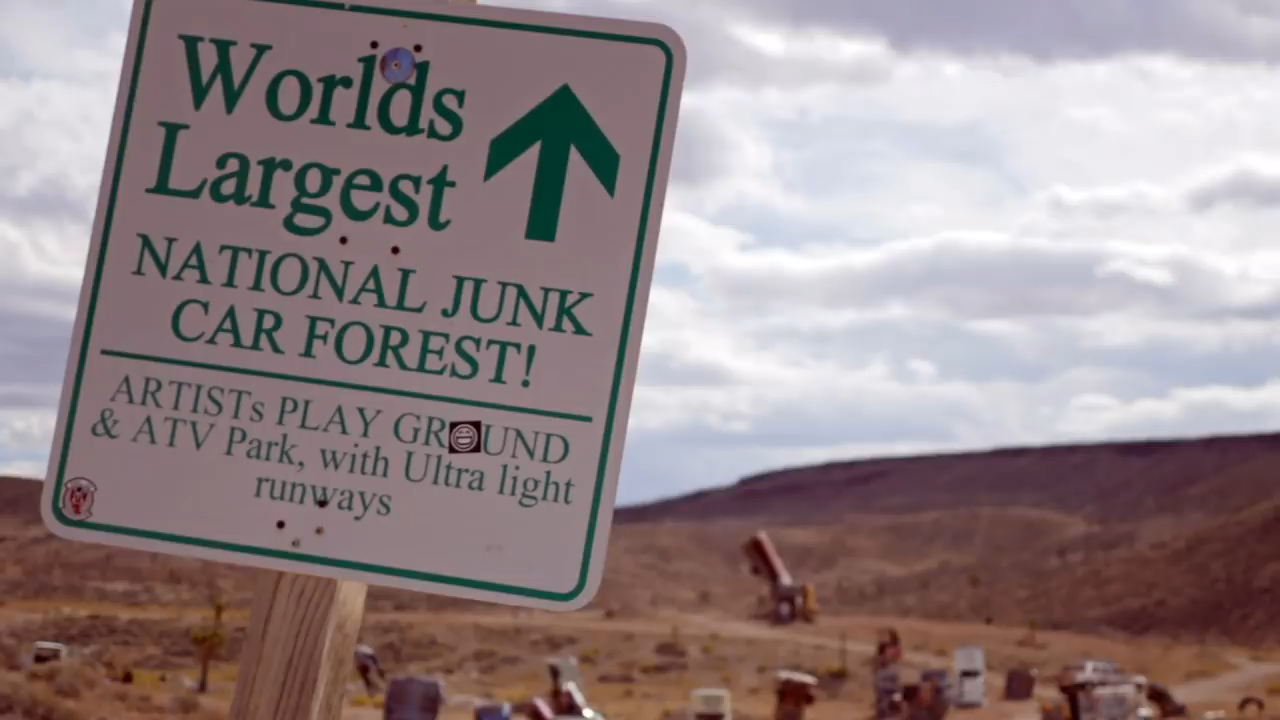 Worlds
Largest
NATIONAL JUNK
CAR FOREST!
ARTISTs PLAY GROUND
& ATV Park, with Ultra light
runways